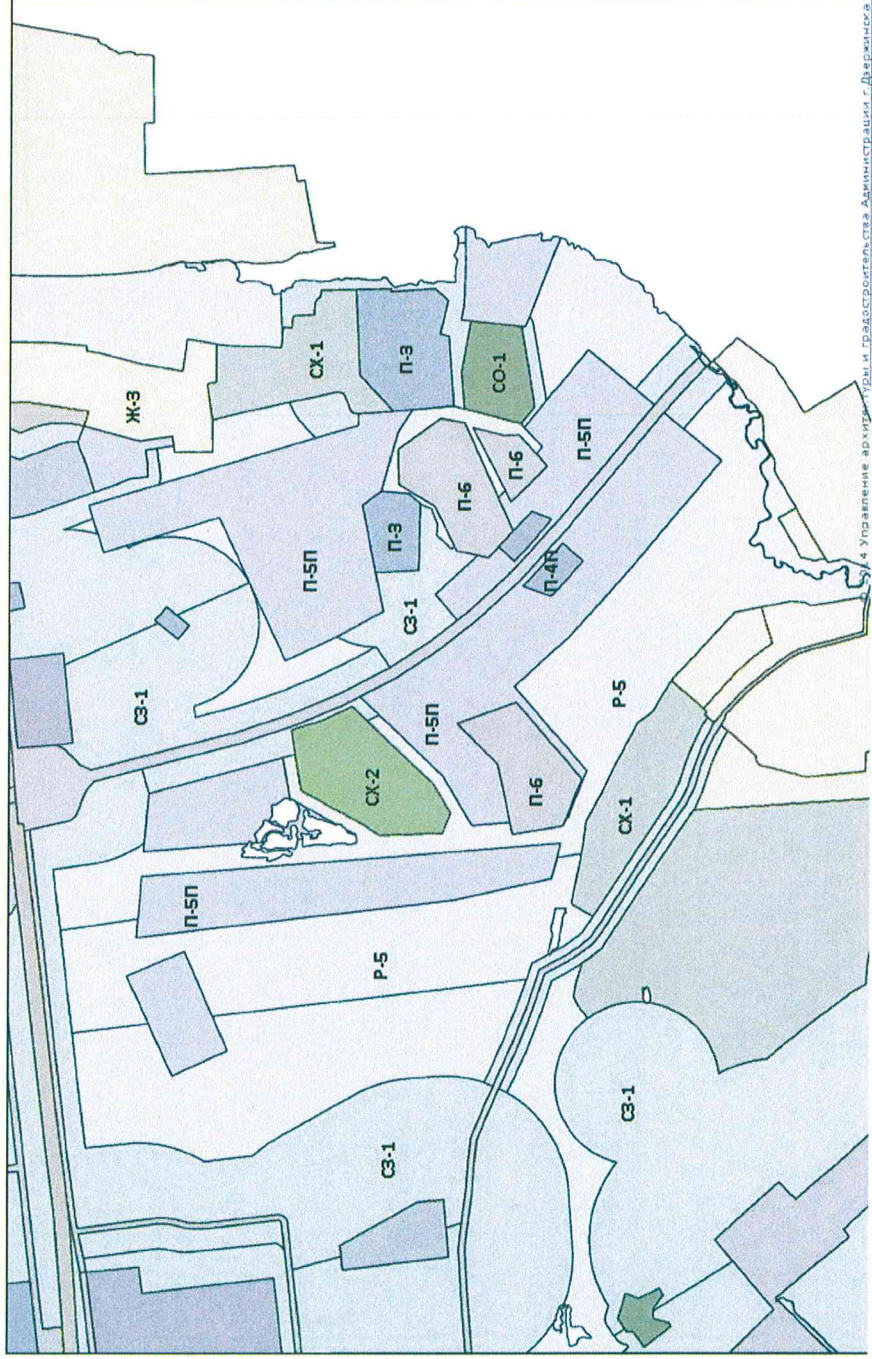 Ж-3
СЗ-1
П-5П
П-5П
СХ-1
СХ-2
Р-5
СЗ-1
П-3
П-3
СЗ-1
П-5П
П-6
СО-1
П-6
П-6
П-4П
П-5П
Р-5
СХ-1
СЗ-1
Управление архитектуры и градостроительства Администрации г.Дзержинска